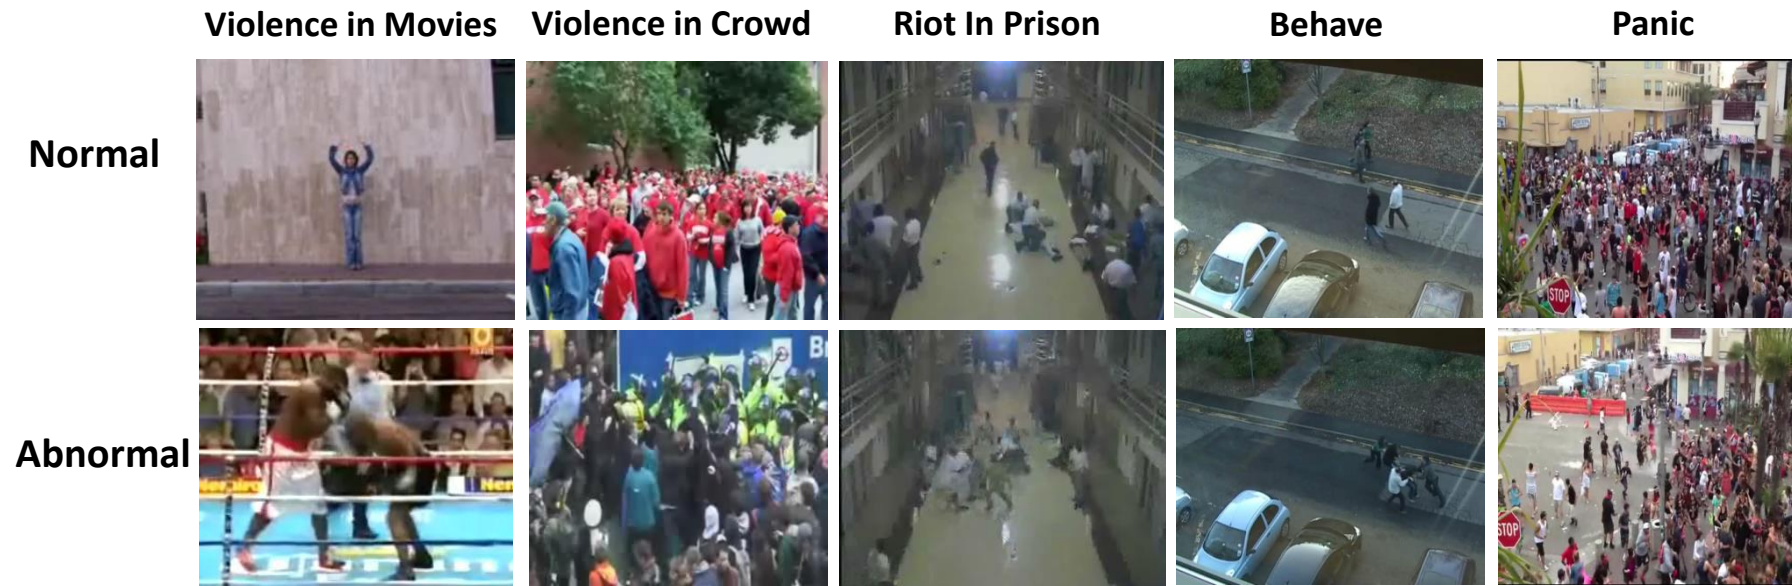 Violence in Movies
Violence in Crowd
Riot In Prison
Behave
Panic
Normal
STOP
Abnormal
STOP